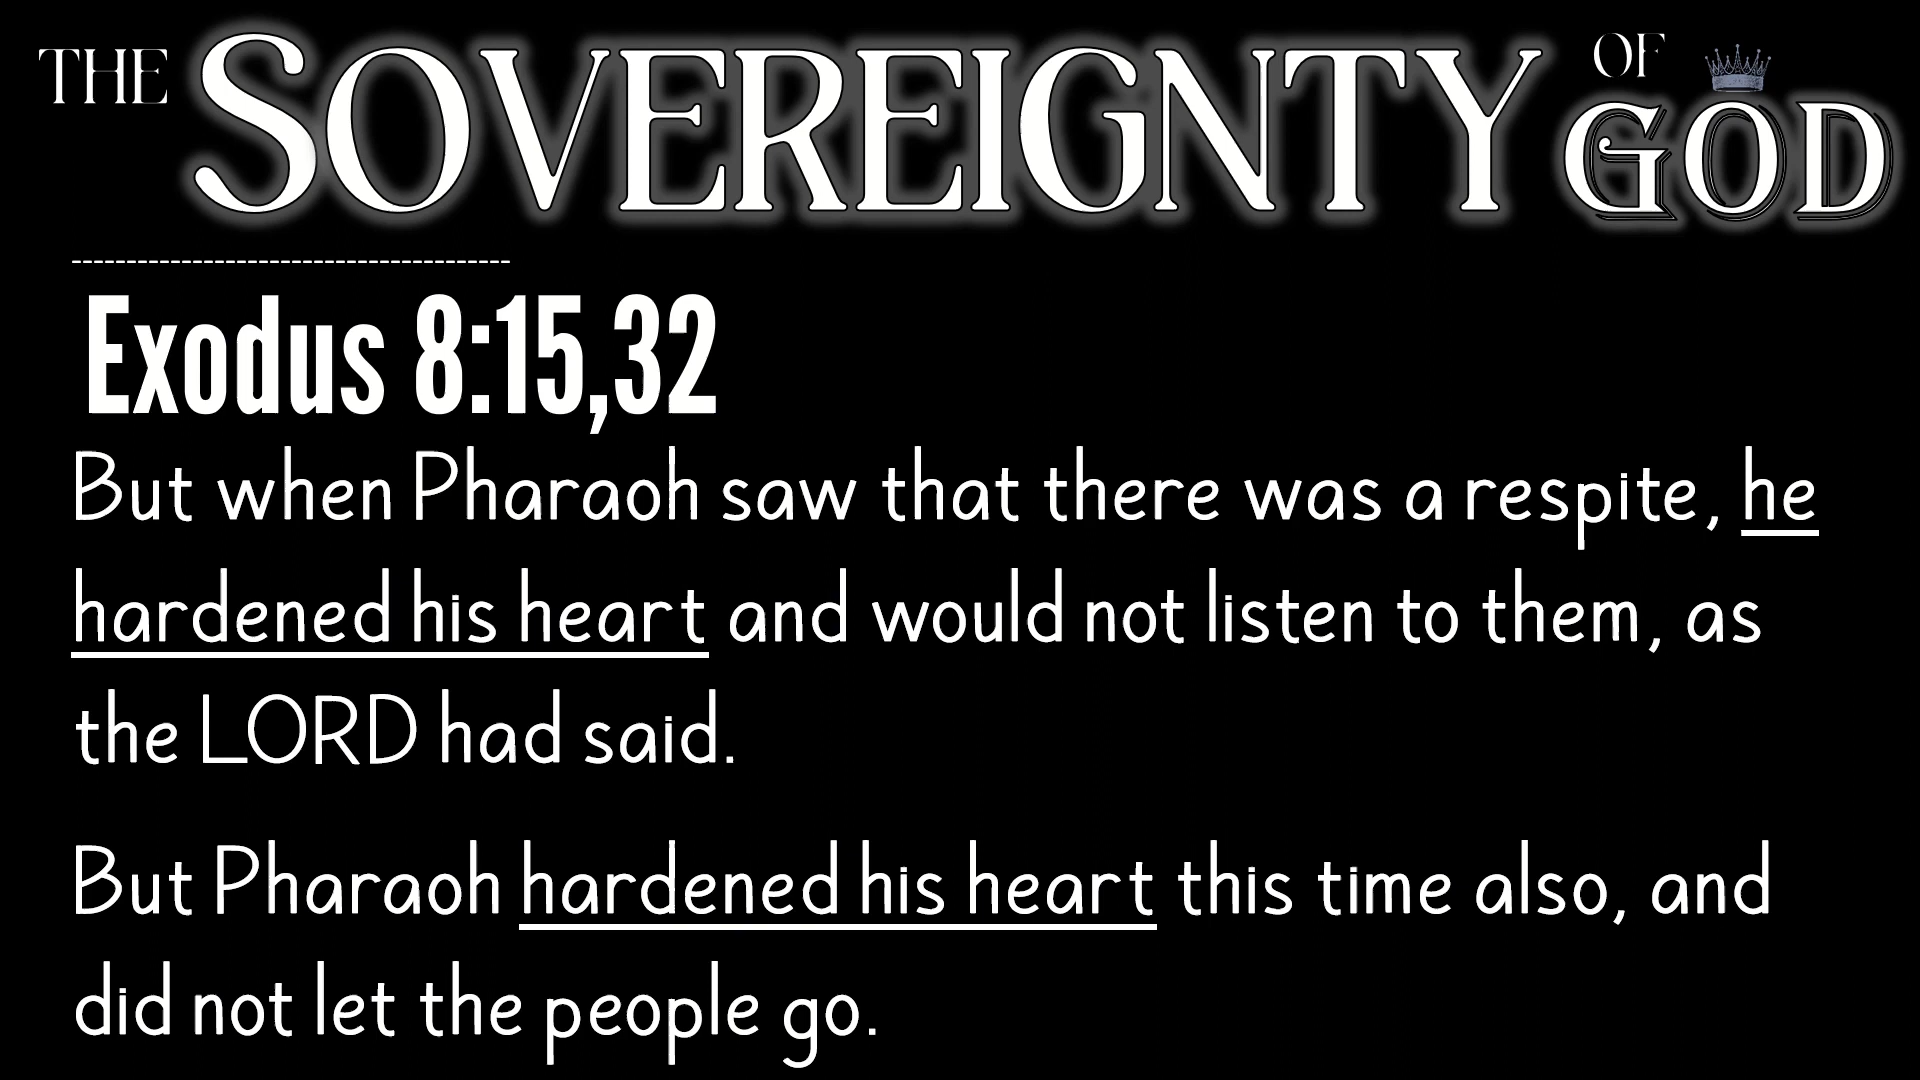 THE SOVEREIGNTY OF GOD
---------------------------------------
Exodus 8:15,32
But when Pharaoh saw that there was a respite, he
hardened his heart and would not listen to them, as
the LORD had said.
But Pharaoh hardened his heart this time also, and
did not let the people go.